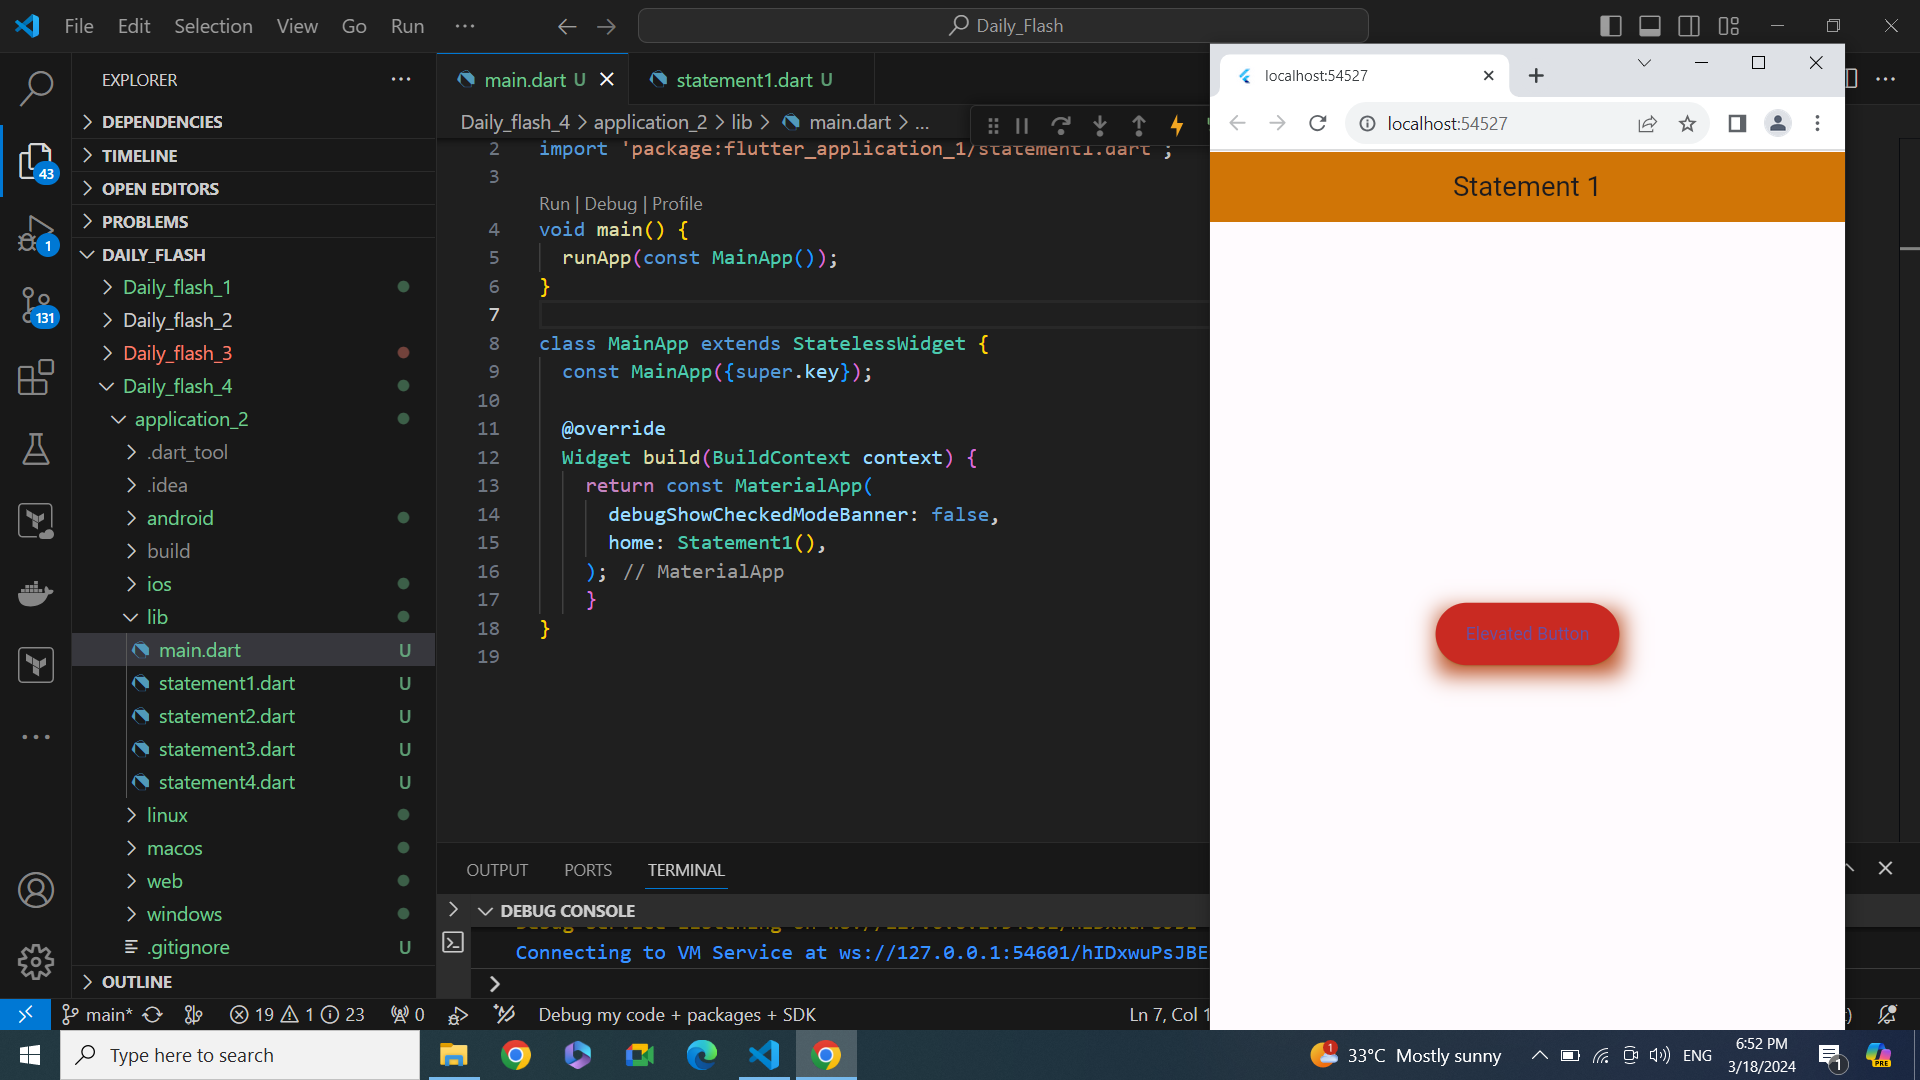 File Edit Selection View Go Run ... Daily_Flash
EXPLORER
DEPENDENCIES
TIMELINE
OPEN EDITORS
PROBLEMS
DAILY_FLASH
Daily_flash_1
Daily_flash_2
Daily_flash_3
Daily_flash_4
application_2
.dart_tool
.idea
android
build
ios
lib
main.dart U
statement1.dart U
statement2.dart U
statement3.dart U
statement4.dart U
linux
macos
web
windows
.gitignore U
OUTLINE
43
1
131
main.dart U statement1.dart U
Daily_flash_4 > application_2 > lib > main.dart > ...
2 import 'package:flutter_application_1/statement1.dart';
3
Run | Debug | Profile
4 void main() {
5 runApp(const MainApp());
6 }
7
8 class MainApp extends StatelessWidget {
9 const MainApp({super.key});
10
11 @override
12 Widget build(BuildContext context) {
13 return const MaterialApp(
14 debugShowCheckedModeBanner: false,
15 home: Statement1(),
16 ); // MaterialApp
17 }
18 }
19
OUTPUT PORTS TERMINAL
DEBUG CONSOLE
Connecting to VM Service at ws://127.0.0.1:54601/hIDxwuPsJBE
localhost:54527
localhost:54527
Statement 1
Elevated Button
main* 19 1 23 0 Debug my code + packages + SDK Ln 7, Col 1
Type here to search
33°C Mostly sunny
ENG
6:52 PM
3/18/2024
1
1
PRE